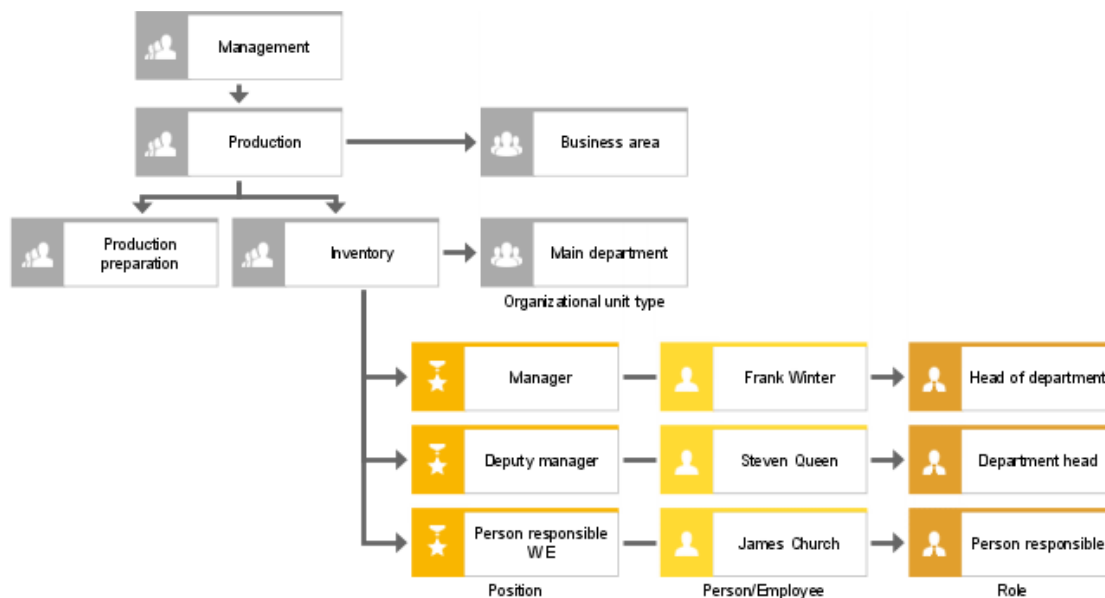 Management
Production
Business area
Production
preparation
Inventory
Main department
Organizational unit type
Manager
Frank Winter
Head of department
Deputy manager
Steven Queen
Department head
Person responsible
WE
James Church
Person responsible
Position
Person/Employee
Role